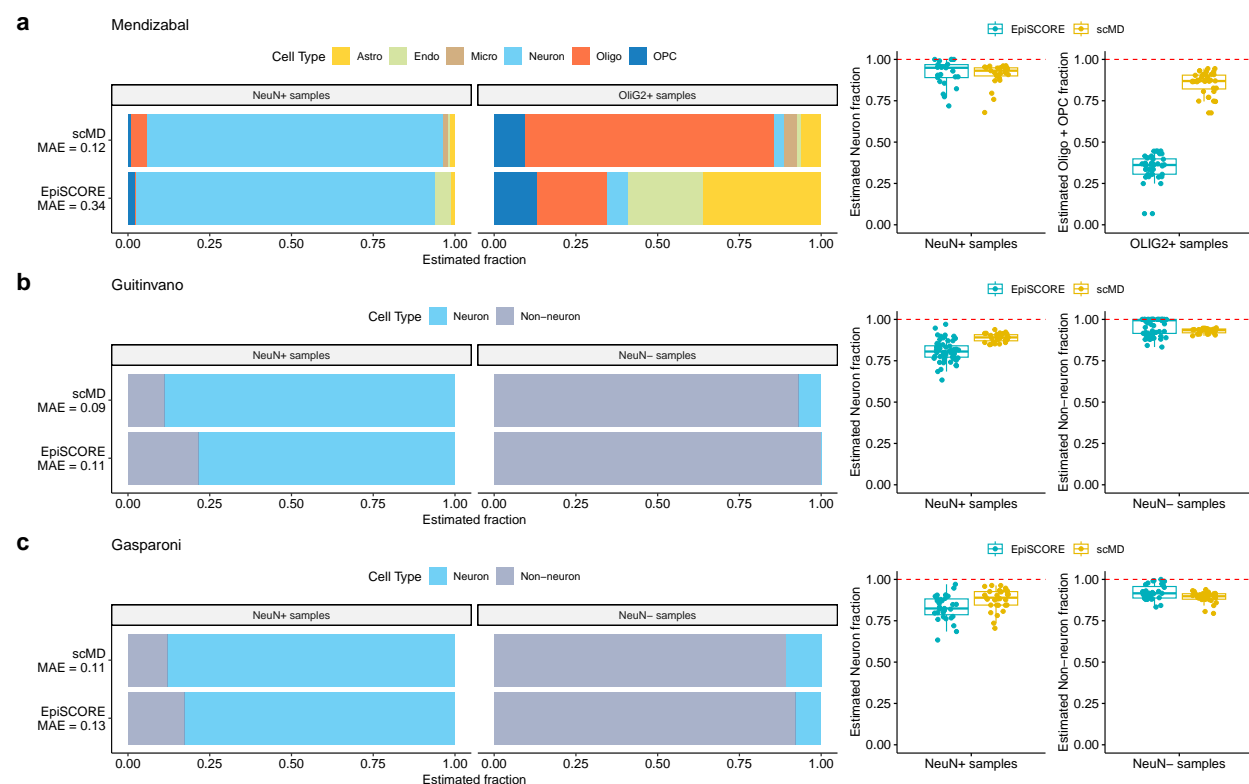 a
Mendizabal
Cell Type Astro Endo Micro Neuron Oligo OPC
NeuN+ samples
OliG2+ samples
scMD
MAE = 0.12
EpiSCORE
MAE = 0.34
0.00 0.25 0.50 0.75 1.00
0.00 0.25 0.50 0.75 1.00
Estimated fraction
EpiSCORE scMD
Estimated Neuron fraction
1.00
0.75
0.50
0.25
0.00
NeuN+ samples
Estimated Oligo + OPC fraction
1.00
0.75
0.50
0.25
0.00
OLIG2+ samples
b
Guitinvano
Cell Type Neuron Non−neuron
NeuN+ samples
NeuN− samples
scMD
MAE = 0.09
EpiSCORE
MAE = 0.11
0.00 0.25 0.50 0.75 1.00
0.00 0.25 0.50 0.75 1.00
Estimated fraction
EpiSCORE scMD
Estimated Neuron fraction
1.00
0.75
0.50
0.25
0.00
NeuN+ samples
Estimated Non−neuron fraction
1.00
0.75
0.50
0.25
0.00
NeuN− samples
c
Gasparoni
Cell Type Neuron Non−neuron
NeuN+ samples
NeuN− samples
scMD
MAE = 0.11
EpiSCORE
MAE = 0.13
0.00 0.25 0.50 0.75 1.00
0.00 0.25 0.50 0.75 1.00
Estimated fraction
EpiSCORE scMD
Estimated Neuron fraction
1.00
0.75
0.50
0.25
0.00
NeuN+ samples
Estimated Non−neuron fraction
1.00
0.75
0.50
0.25
0.00
NeuN− samples